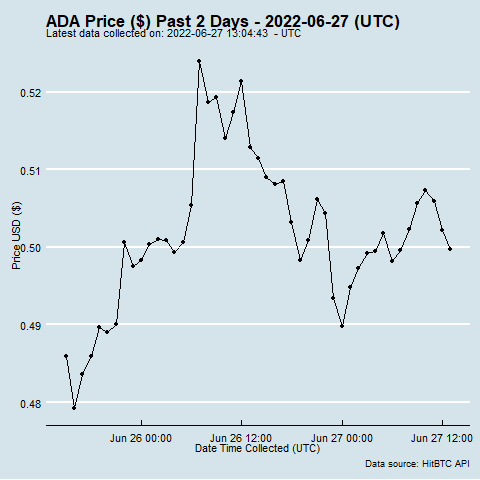 ADA Price ($) Past 2 Days - 2022-06-27 (UTC)
Latest data collected on: 2022-06-27 13:04:43 - UTC
0.52
0.51
0.50
0.49
0.48
Price USD ($)
Jun 26 00:00
Jun 26 12:00
Jun 27 00:00
Jun 27 12:00
Date Time Collected (UTC)
Data source: HitBTC API